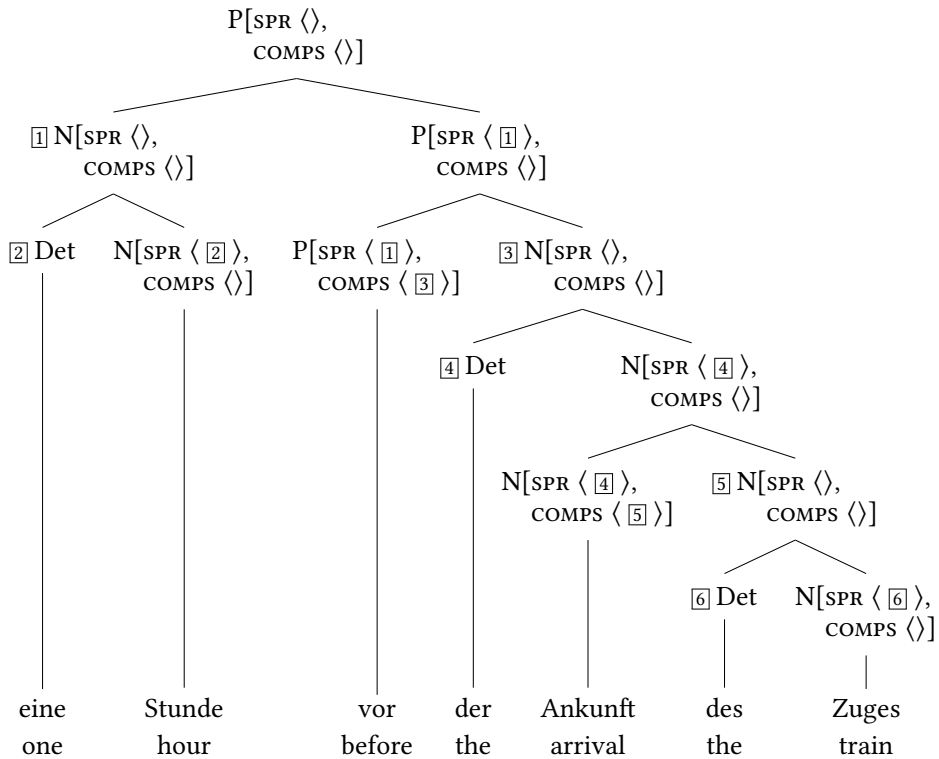 P[SPR ⟨⟩,
COMPS ⟨⟩]
1 N[SPR ⟨⟩, P[SPR ⟨ 1 ⟩,
COMPS ⟨⟩] COMPS ⟨⟩]
2 Det N[SPR ⟨ 2 ⟩, P[SPR ⟨ 1 ⟩, 3 N[SPR ⟨⟩,
COMPS ⟨⟩] COMPS ⟨ 3 ⟩] COMPS ⟨⟩]
4 Det N[SPR ⟨ 4 ⟩,
COMPS ⟨⟩]
N[SPR ⟨ 4 ⟩, 5 N[SPR ⟨⟩,
COMPS ⟨ 5 ⟩] COMPS ⟨⟩]
6 Det N[SPR ⟨ 6 ⟩,
COMPS ⟨⟩]
eine Stunde vor der Ankunft des Zuges
one hour before the arrival the train